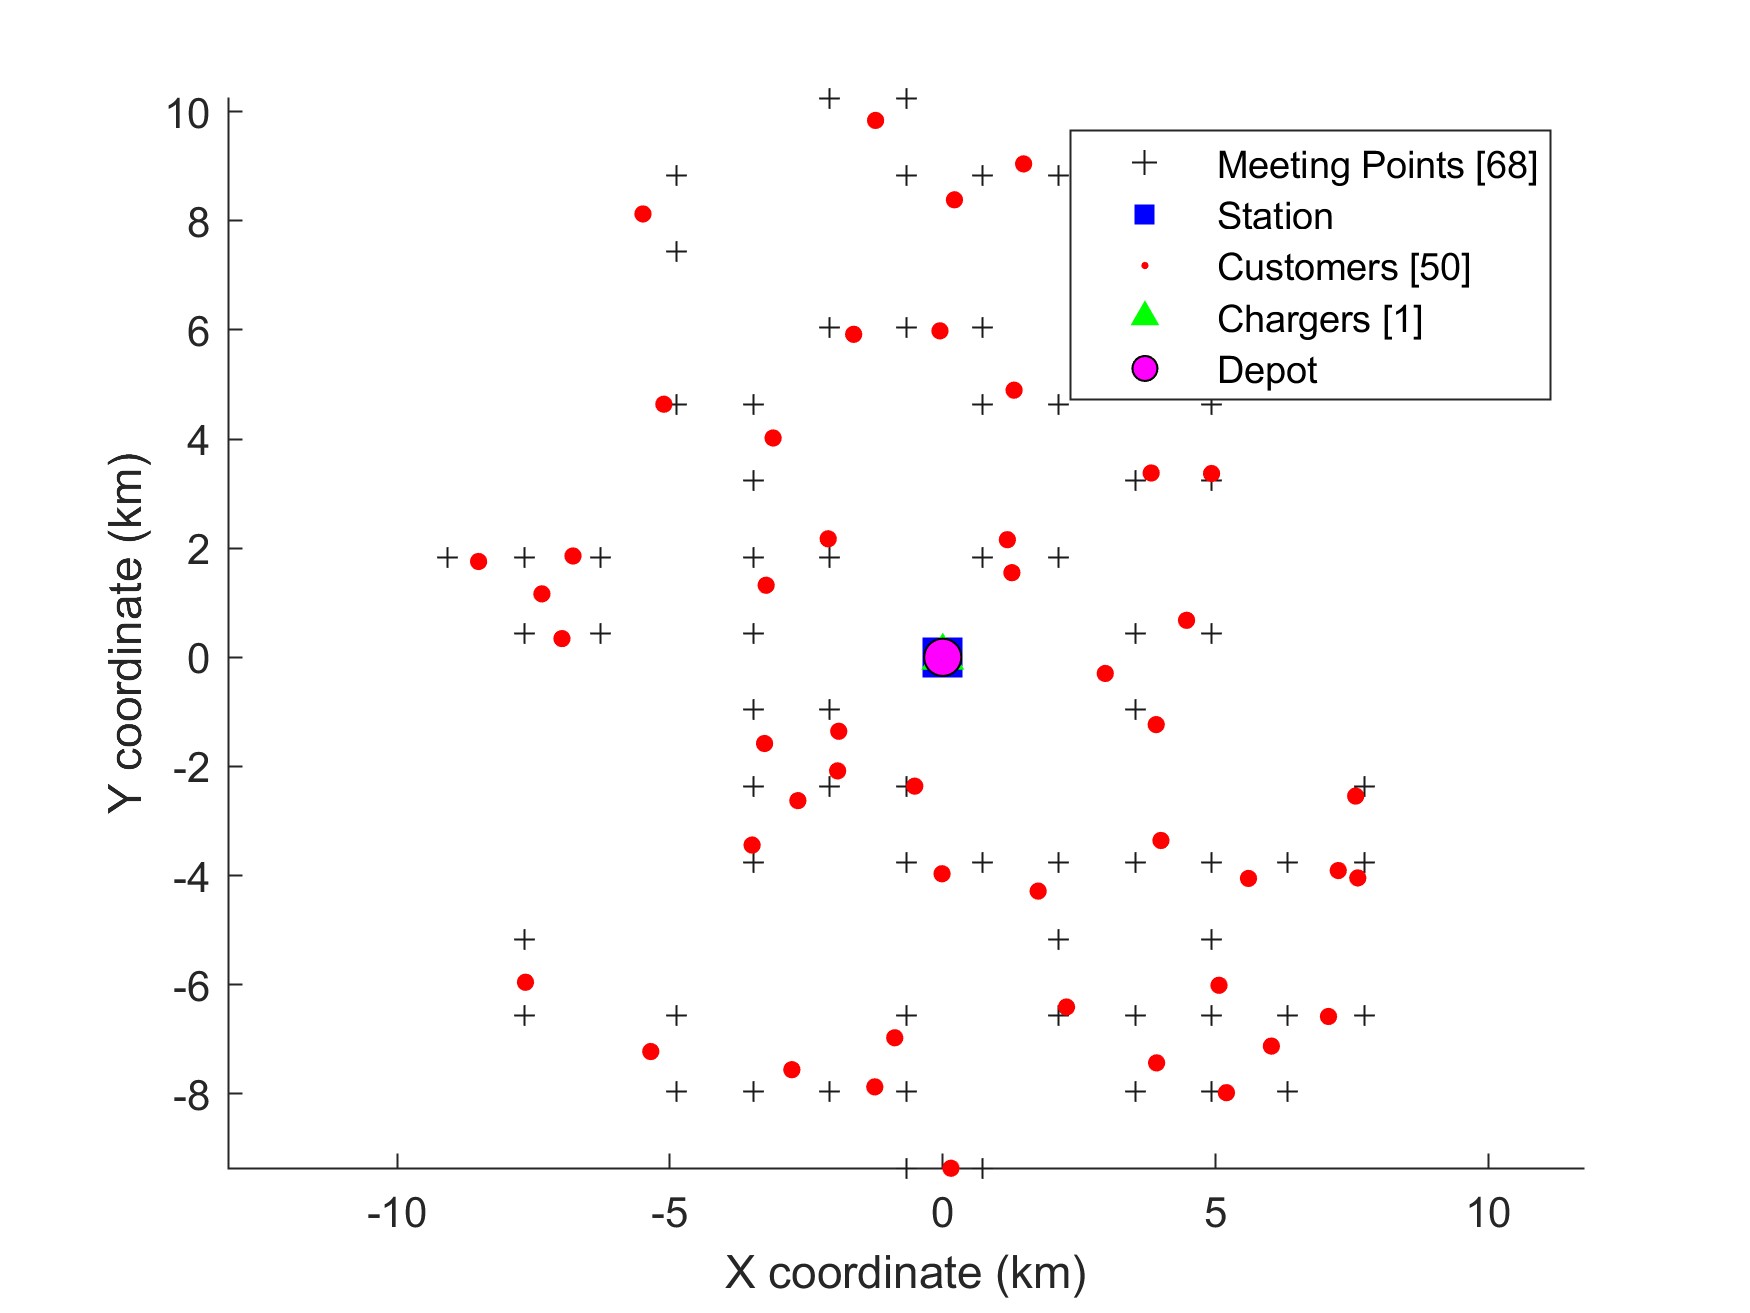 10
8
6
4
2
0
-2
-4
-6
-8
Y coordinate (km)
Meeting Points [68]
Station
Customers [50]
Chargers [1]
Depot
-10 -5 0 5 10
X coordinate (km)